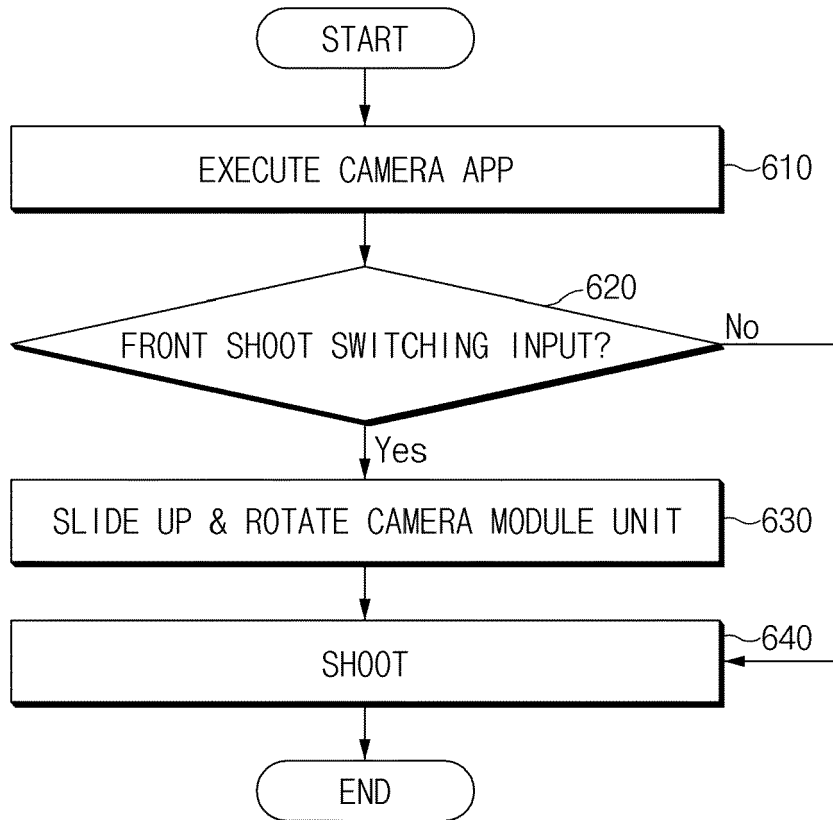 START
EXECUTE CAMERA APP
610
620
FRONT SHOOT SWITCHING INPUT?
No
Yes
SLIDE UP & ROTATE CAMERA MODULE UNIT
630
640
SHOOT
END